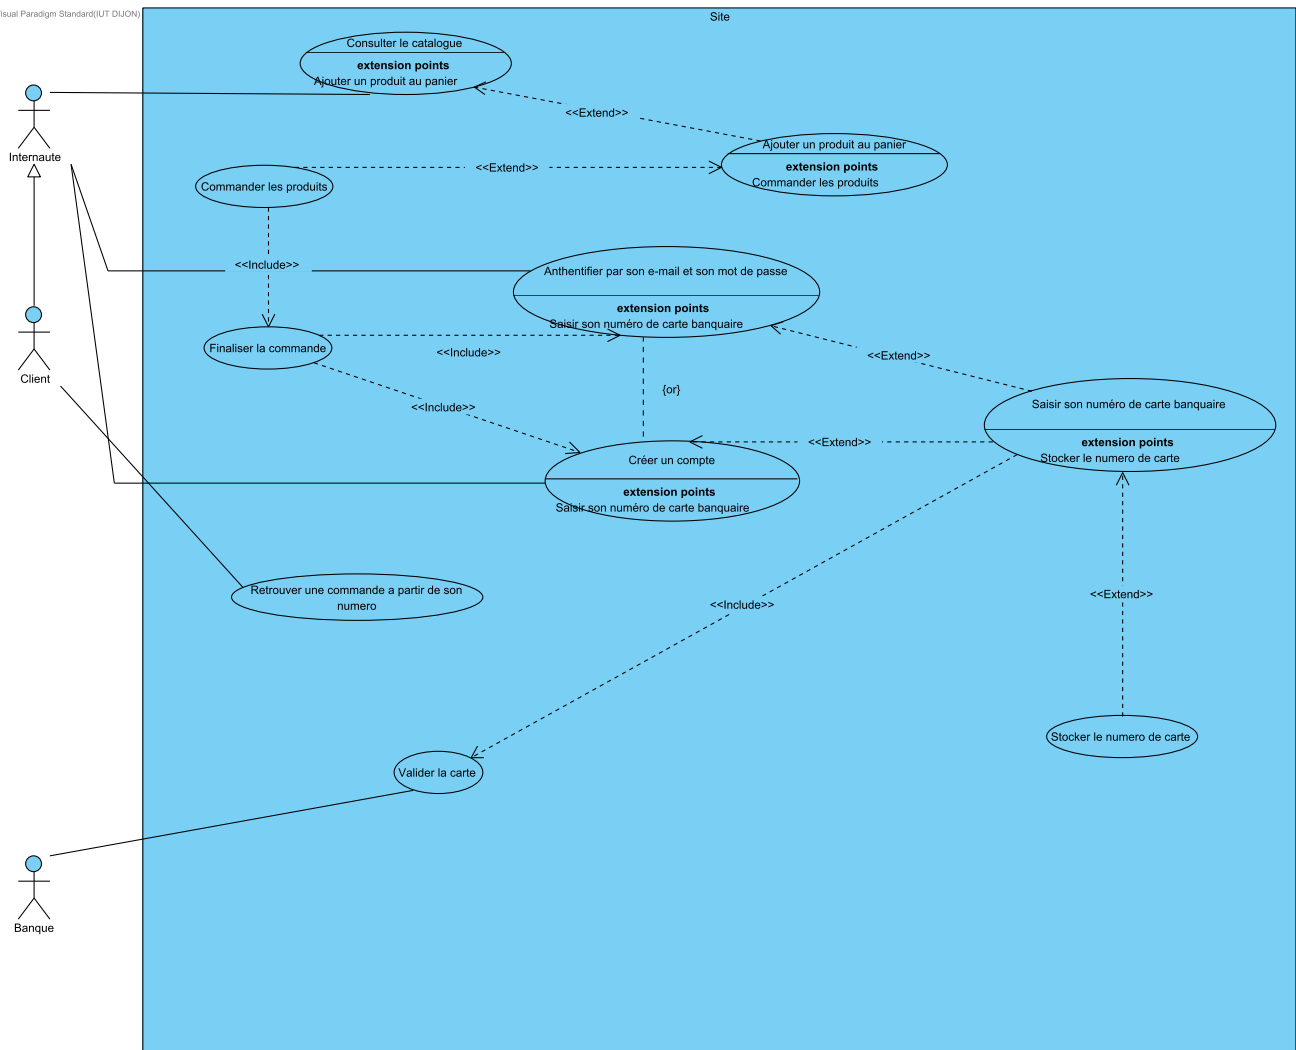 isual Paradigm Standard(IUT DIJON)
Site
Consulter le catalogue
extension points
Ajouter un produit au panier
<<Extend>>
Internaute
Ajouter un produit au panier
extension points
Commander les produits
<<Extend>>
Commander les produits
<<Include>>
Anthentifier par son e-mail et son mot de passe
extension points
Saisir son numéro de carte banquaire
Finaliser la commande
<<Include>>
<<Extend>>
Client
{or}
<<Include>>
Saisir son numéro de carte banquaire
extension points
Stocker le numero de carte
<<Extend>>
Créer un compte
extension points
Saisir son numéro de carte banquaire
Retrouver une commande a partir de son
numero
<<Include>>
<<Extend>>
Stocker le numero de carte
Valider la carte
Banque